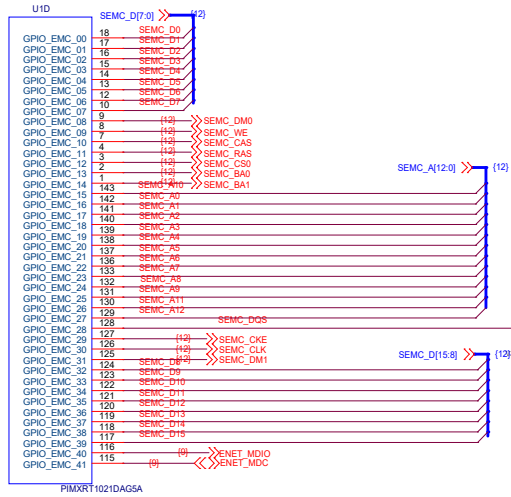 U1D
SEMC_D[7:0] {12}
GPIO_EMC_00 18 SEMC_D0
GPIO_EMC_01 17 SEMC_D1
GPIO_EMC_02 16 SEMC_D2
GPIO_EMC_03 15 SEMC_D3
GPIO_EMC_04 14 SEMC_D4
GPIO_EMC_05 13 SEMC_D5
GPIO_EMC_06 12 SEMC_D6
GPIO_EMC_07 10 SEMC_D7
GPIO_EMC_08 9 {12} SEMC_DM0
GPIO_EMC_09 8 {12} SEMC_WE
GPIO_EMC_10 7 {12} SEMC_CAS
GPIO_EMC_11 4 {12} SEMC_RAS
GPIO_EMC_12 3 {12} SEMC_CS0
GPIO_EMC_13 2 {12} SEMC_BA0
GPIO_EMC_14 1 {12} SEMC_BA1
SEMC_A[12:0] {12}
GPIO_EMC_15 143 SEMC_A10
GPIO_EMC_16 142 SEMC_A0
GPIO_EMC_17 141 SEMC_A1
GPIO_EMC_18 140 SEMC_A2
GPIO_EMC_19 139 SEMC_A3
GPIO_EMC_20 138 SEMC_A4
GPIO_EMC_21 137 SEMC_A5
GPIO_EMC_22 136 SEMC_A6
GPIO_EMC_23 133 SEMC_A7
GPIO_EMC_24 132 SEMC_A8
GPIO_EMC_25 131 SEMC_A9
GPIO_EMC_26 130 SEMC_A11
GPIO_EMC_27 129 SEMC_A12
GPIO_EMC_28 128 SEMC_DQS
GPIO_EMC_29 127 {12} SEMC_CKE
GPIO_EMC_30 126 {12} SEMC_CLK
GPIO_EMC_31 125 {12} SEMC_DM1
SEMC_D[15:8] {12}
GPIO_EMC_32 124 SEMC_D8
GPIO_EMC_33 123 SEMC_D9
GPIO_EMC_34 122 SEMC_D10
GPIO_EMC_35 121 SEMC_D11
GPIO_EMC_36 120 SEMC_D12
GPIO_EMC_37 119 SEMC_D13
GPIO_EMC_38 118 SEMC_D14
GPIO_EMC_39 117 SEMC_D15
GPIO_EMC_40 116 {9} ENET_MDIO
GPIO_EMC_41 115 {9} ENET_MDC
PIMXRT1021DAG5A